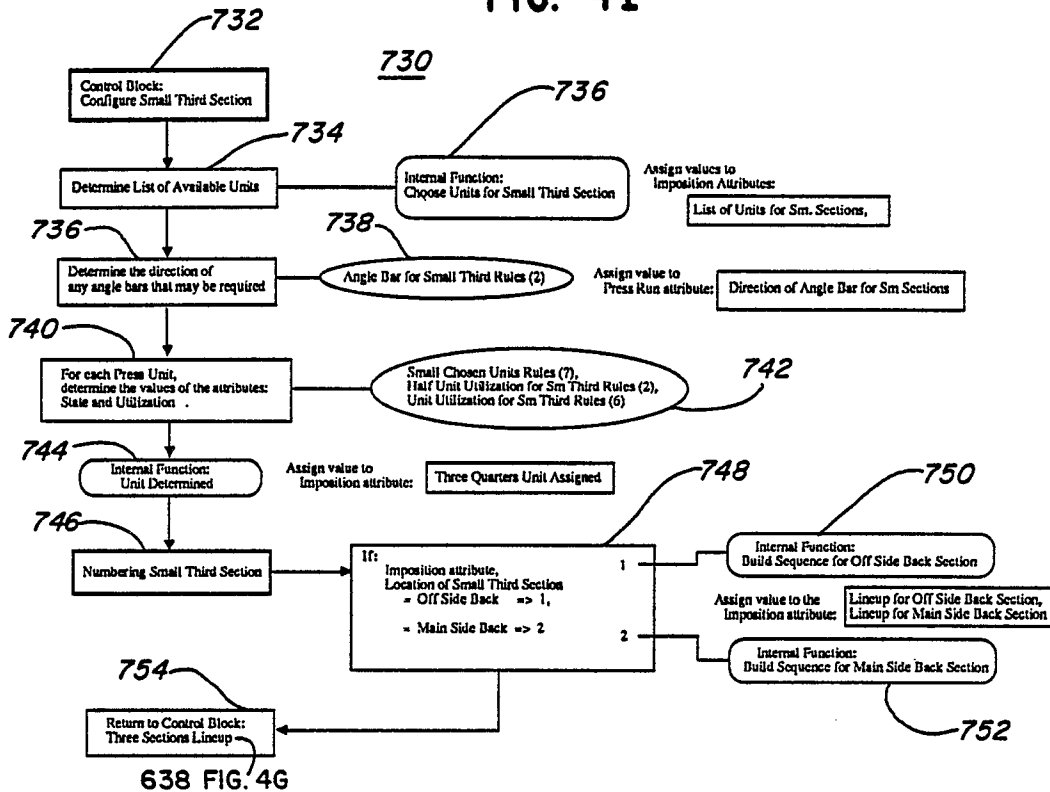 FIG. 4I
732
730
Control Block:
Configure Small Third Section
736
734
Determine List of Available Units
Internal Function:
Choose Units for Small Third Section
Assign values to
Imposition Attributes:
List of Units for Sm. Sections,
736
738
Determine the direction of
any angle bars that may be required
Angle Bar for Small Third Rules (2)
Assign value to
Press Run attribute:
Direction of Angle Bar for Sm Sections
740
For each Press Unit,
determine the values of the attributes:
State and Utilization .
Small Chosen Units Rules (7),
Half Unit Utilization for Sm Third Rules (2),
Unit Utilization for Sm Third Rules (6)
742
744
Internal Function:
Unit Determined
Assign value to
Imposition attribute:
Three Quarters Unit Assigned
748
750
746
Numbering Small Third Section
If:
Imposition attribute,
Location of Small Third Section
= Off Side Back => 1,
= Main Side Back => 2
1
2
Internal Function:
Build Sequence for Off Side Back Section
Assign value to the
Imposition attribute:
Lineup for Off Side Back Section,
Lineup for Main Side Back Section
Internal Function:
Build Sequence for Main Side Back Section
752
754
Return to Control Block:
Three Sections Lineup
638 FIG. 4G